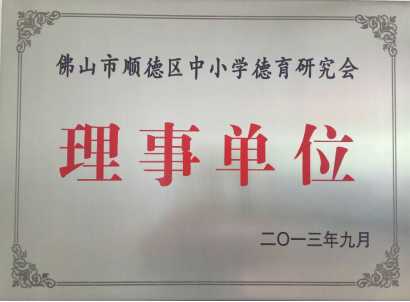 佛山市顺德区中小学德育研究会
理事单位
二〇一三年九月